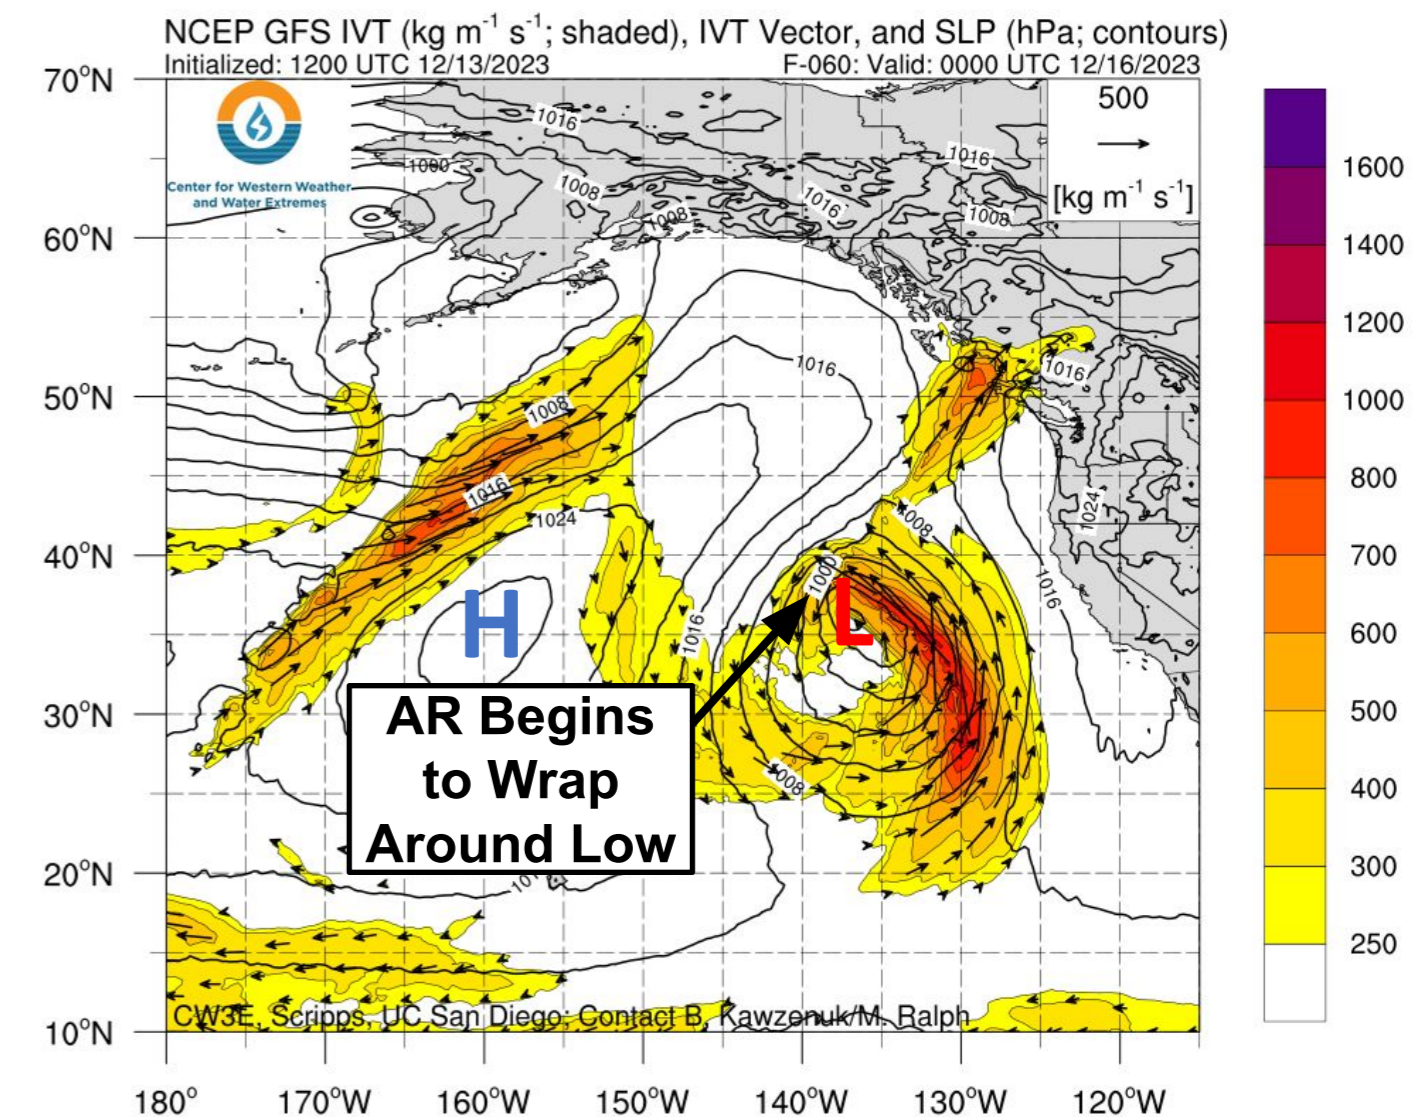 NCEP GFS IVT (kg m⁻¹ s⁻¹; shaded), IVT Vector, and SLP (hPa; contours)
Initialized: 1200 UTC 12/13/2023
F-060: Valid: 0000 UTC 12/16/2023
Center for Western Weather
and Water Extremes
500
[kg m⁻¹ s⁻¹]
70°N
60°N
50°N
40°N
30°N
20°N
10°N
1016
1000
1008
1008
1016
1016
1008
1008
1016
1024
1016
1016
1024
1008
1000
1016
1016
1008
H
L
AR Begins
to Wrap
Around Low
CW3E, Scripps, UC San Diego; Contact B. Kawzenuk/M. Ralph
180°
170°W
160°W
150°W
140°W
130°W
120°W
1600
1400
1200
1000
800
700
600
500
400
300
250